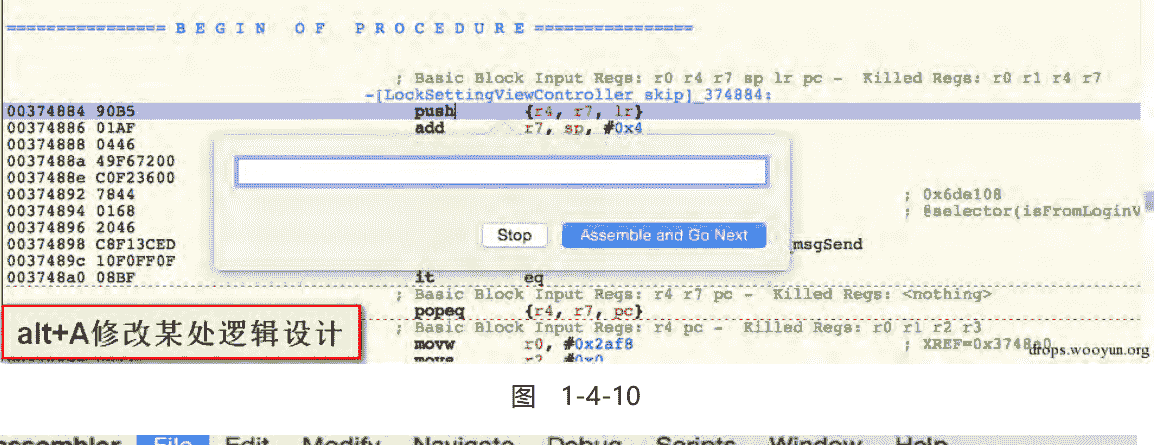 ================ B E G I N   O F   P R O C E D U R E ================
; Basic Block Input Regs: r0 r4 r7 sp lr pc -  Killed Regs: r0 r1 r4 r7
-[LockSettingViewController skip]_374884:
00374884 90B5 push {r4, r7, lr}
00374886 01AF add r7, sp, #0x4
00374888 0446
0037488a 49F67200
0037488e C0F23600
00374892 7844 ; 0x6de108
00374894 0168 ; @selector(isFromLoginV
00374896 2046
00374898 C8F13CED msgSend
0037489c 10F0FF0F
003748a0 08BF it eq
Stop
Assemble and Go Next
; Basic Block Input Regs: r4 r7 pc -  Killed Regs: <nothing>
popeq {r4, r7, pc}
; Basic Block Input Regs: r4 pc -  Killed Regs: r0 r1 r2 r3
movw r0, #0x2af8 ; XREF=0x3748a0
movs r2, #0x0
alt+A修改某处逻辑设计
drops.wooyun.org
图 1-4-10
assembler File Edit Modify Navigate Debug Scripts Window Help